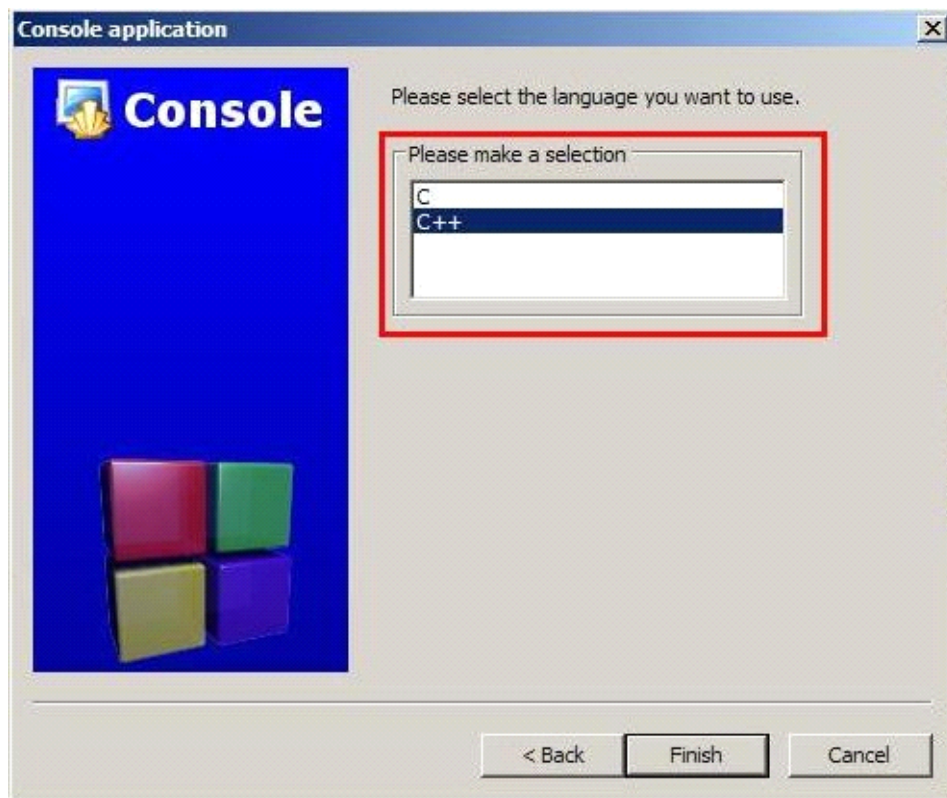 Console application
Console
Please select the language you want to use.
Please make a selection
C
C++
< Back
Finish
Cancel